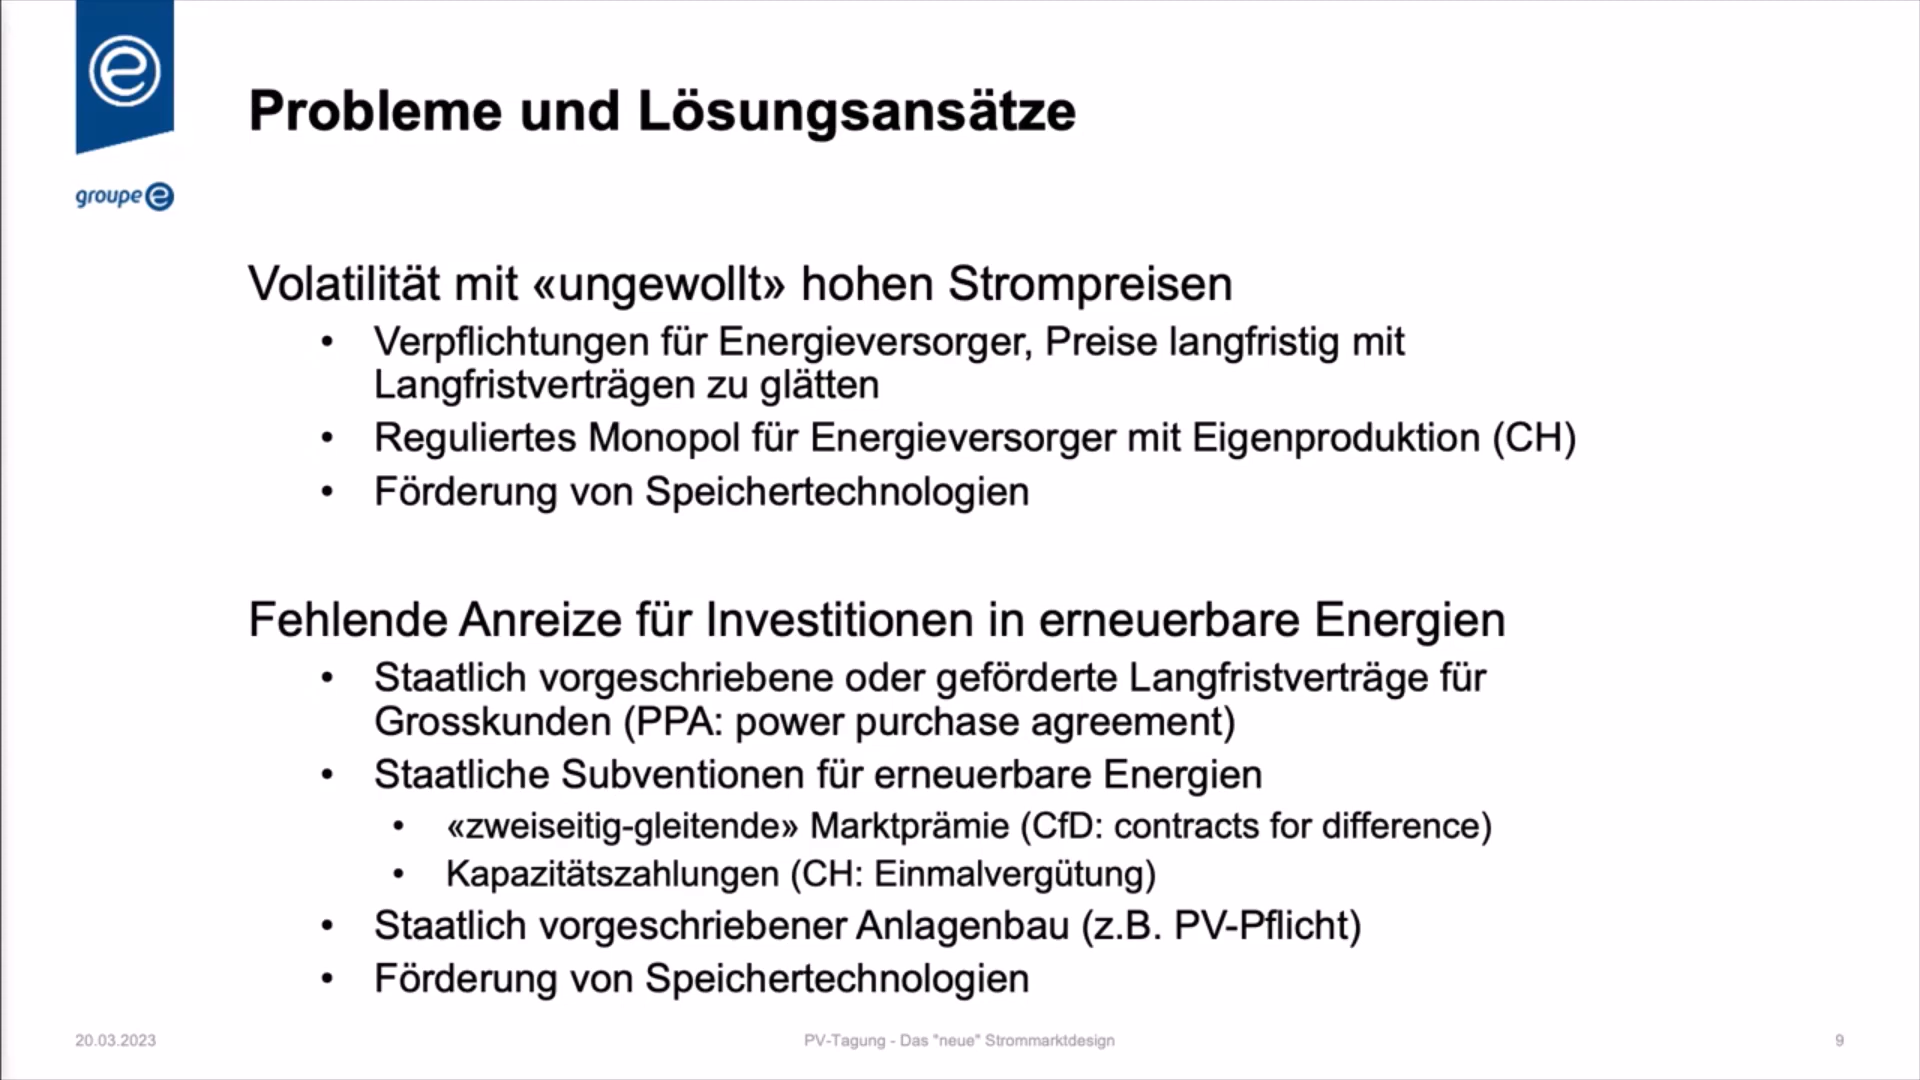 e
Probleme und Lösungsansätze
groupe e
Volatilität mit «ungewollt» hohen Strompreisen
• Verpflichtungen für Energieversorger, Preise langfristig mit
Langfristverträgen zu glätten
• Reguliertes Monopol für Energieversorger mit Eigenproduktion (CH)
• Förderung von Speichertechnologien
Fehlende Anreize für Investitionen in erneuerbare Energien
• Staatlich vorgeschriebene oder geförderte Langfristverträge für
Grosskunden (PPA: power purchase agreement)
• Staatliche Subventionen für erneuerbare Energien
• «zweiseitig-gleitende» Marktprämie (CfD: contracts for difference)
• Kapazitätszahlungen (CH: Einmalvergütung)
• Staatlich vorgeschriebener Anlagenbau (z.B. PV-Pflicht)
• Förderung von Speichertechnologien
20.03.2023
PV-Tagung - Das "neue" Strommarktdesign
9